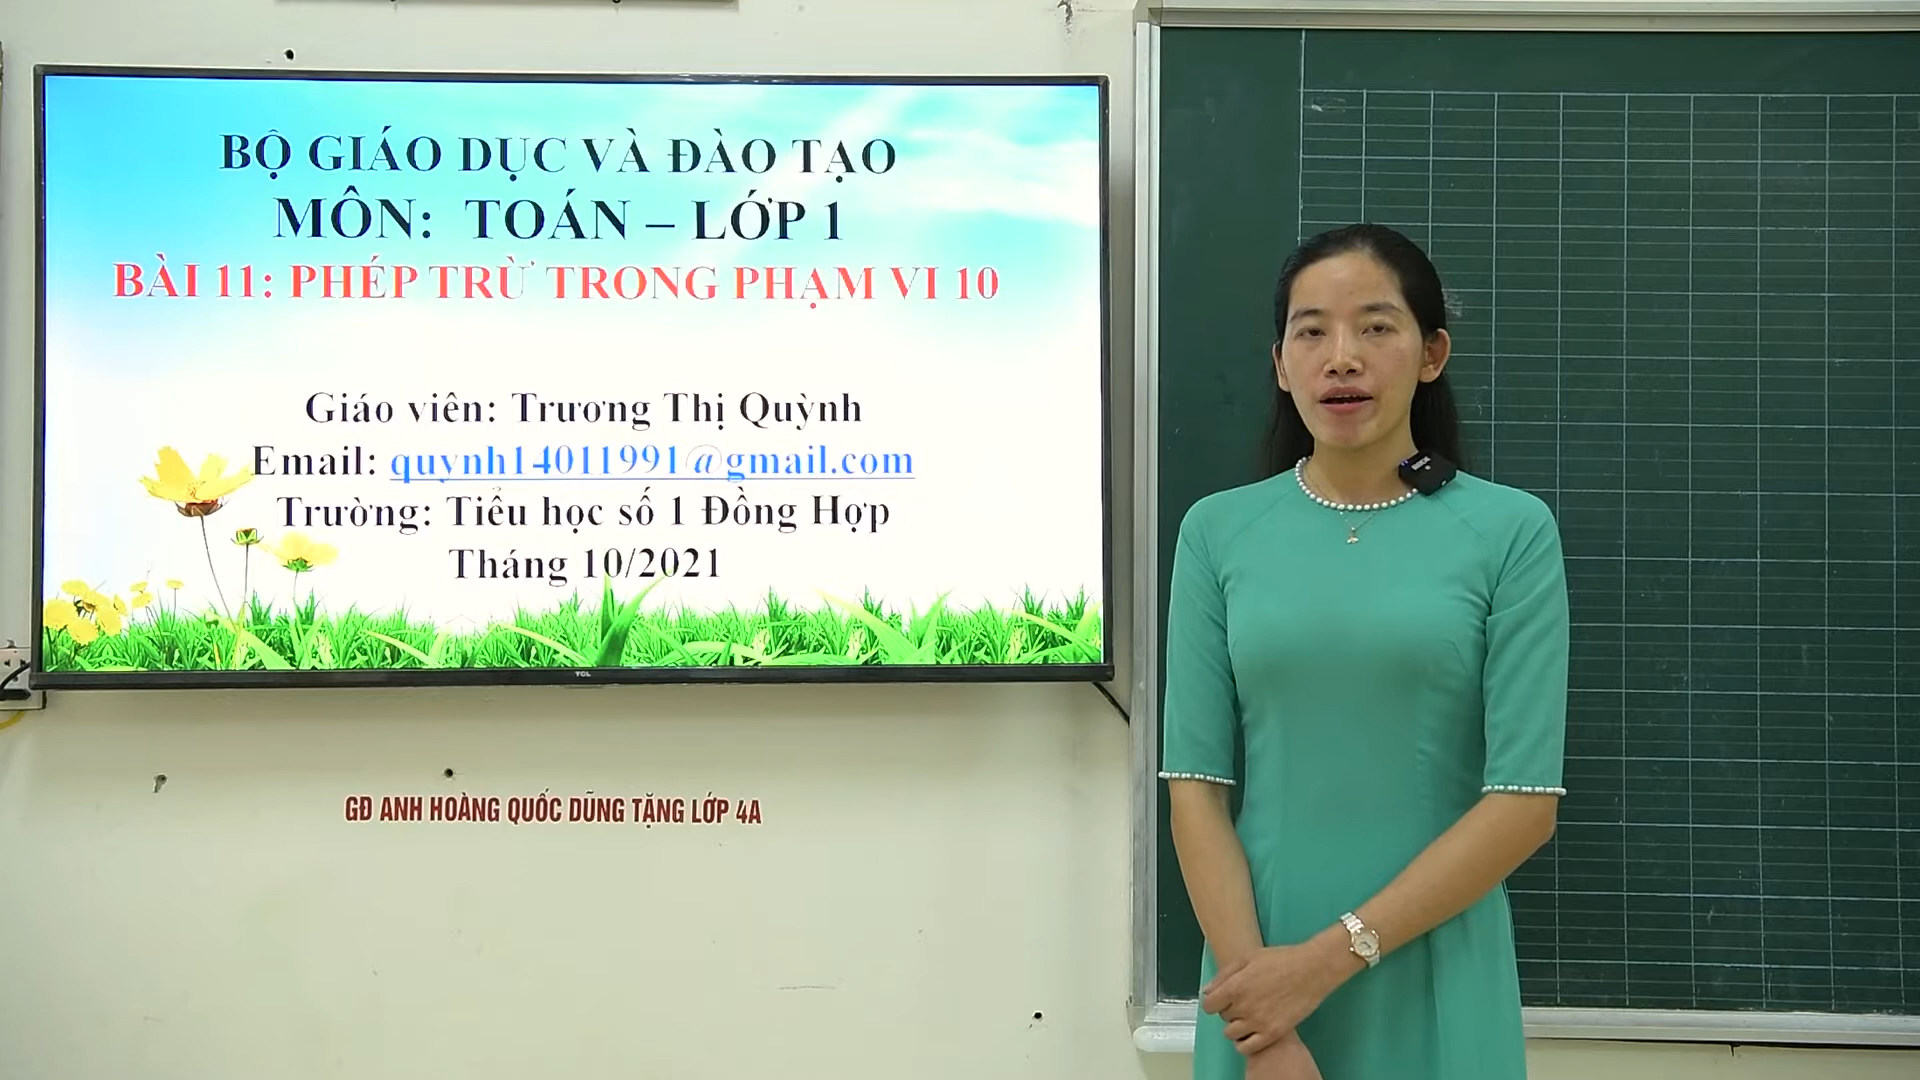 BỘ GIÁO DỤC VÀ ĐÀO TẠO
MÔN: TOÁN – LỚP 1
BÀI 11: PHÉP TRỪ TRONG PHẠM VI 10
Giáo viên: Trương Thị Quỳnh
Email: quynh14011991@gmail.com
Trường: Tiểu học số 1 Đồng Hợp
Tháng 10/2021
TCL
GĐ ANH HOÀNG QUỐC DŨNG TẶNG LỚP 4A